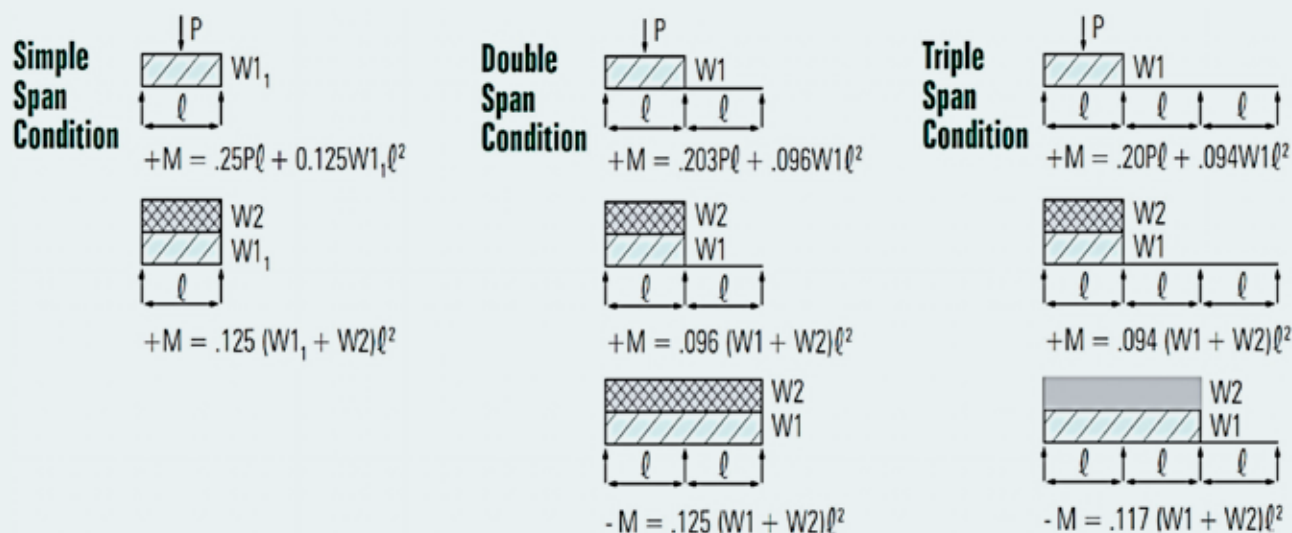 Simple
Span
Condition
P
W1₁
ℓ
+M = .25Pℓ + 0.125W1₁ℓ²
W2
W1₁
ℓ
+M = .125 (W1₁ + W2)ℓ²
Double
Span
Condition
P
W1
ℓ ℓ
+M = .203Pℓ + .096W1ℓ²
W2
W1
ℓ ℓ
+M = .096 (W1 + W2)ℓ²
W2
W1
ℓ ℓ
- M = .125 (W1 + W2)ℓ²
Triple
Span
Condition
P
W1
ℓ ℓ ℓ
+M = .20Pℓ + .094W1ℓ²
W2
W1
ℓ ℓ ℓ
+M = .094 (W1 + W2)ℓ²
W2
W1
ℓ ℓ ℓ
- M = .117 (W1 + W2)ℓ²